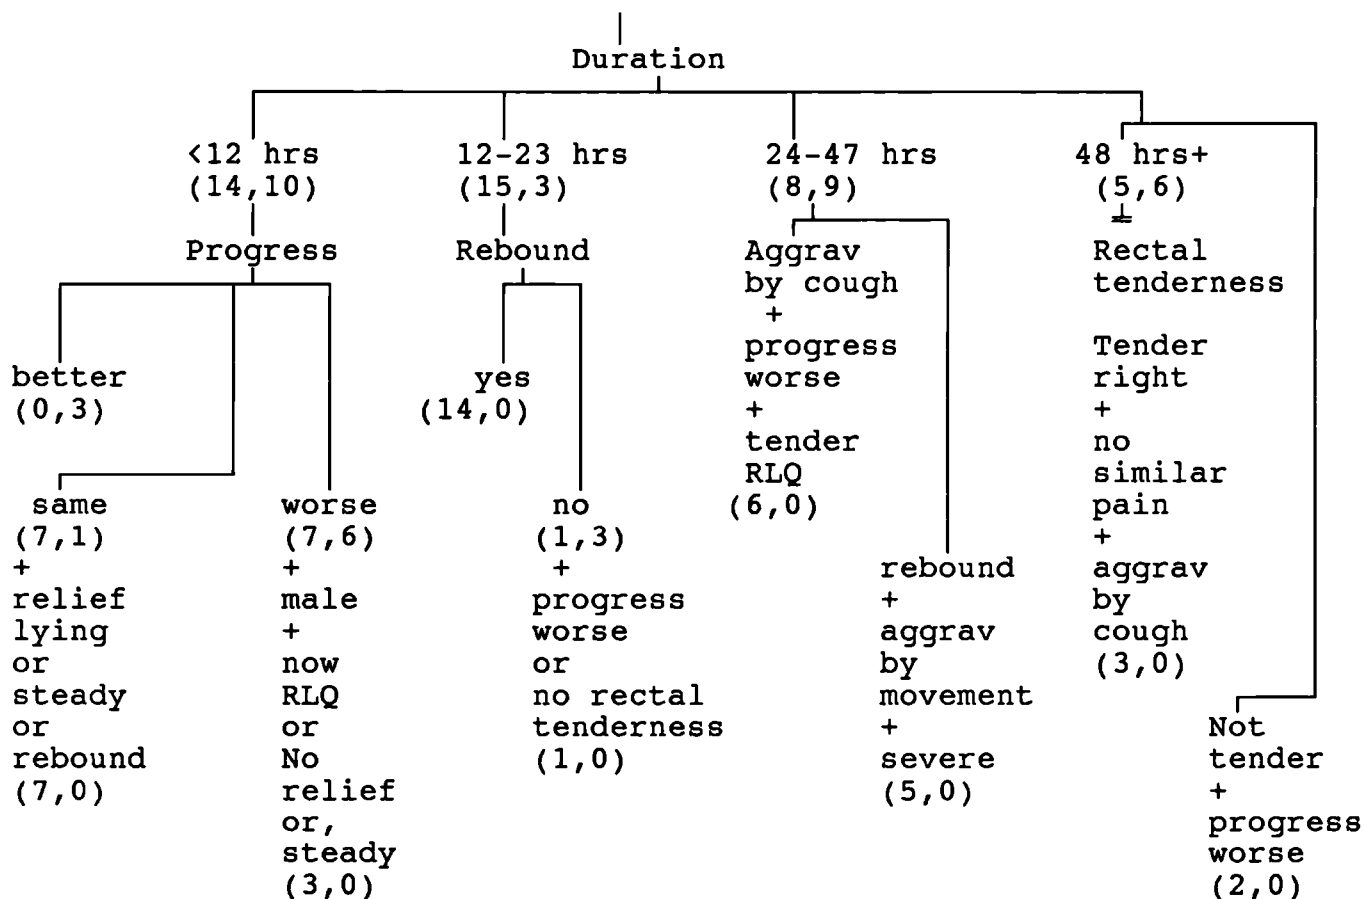 Duration
<12 hrs
(14,10)
12-23 hrs
(15,3)
24-47 hrs
(8,9)
48 hrs+
(5,6)
Progress
better
(0,3)
same
(7,1)
+
relief
lying
or
steady
or
rebound
(7,0)
worse
(7,6)
+
male
+
now
RLQ
or
No
relief
or,
steady
(3,0)
Rebound
yes
(14,0)
no
(1,3)
+
progress
worse
or
no rectal
tenderness
(1,0)
Aggrav
by cough
+
progress
worse
+
tender
RLQ
(6,0)
rebound
+
aggrav
by
movement
+
severe
(5,0)
Rectal
tenderness
Tender
right
+
no
similar
pain
+
aggrav
by
cough
(3,0)
Not
tender
+
progress
worse
(2,0)